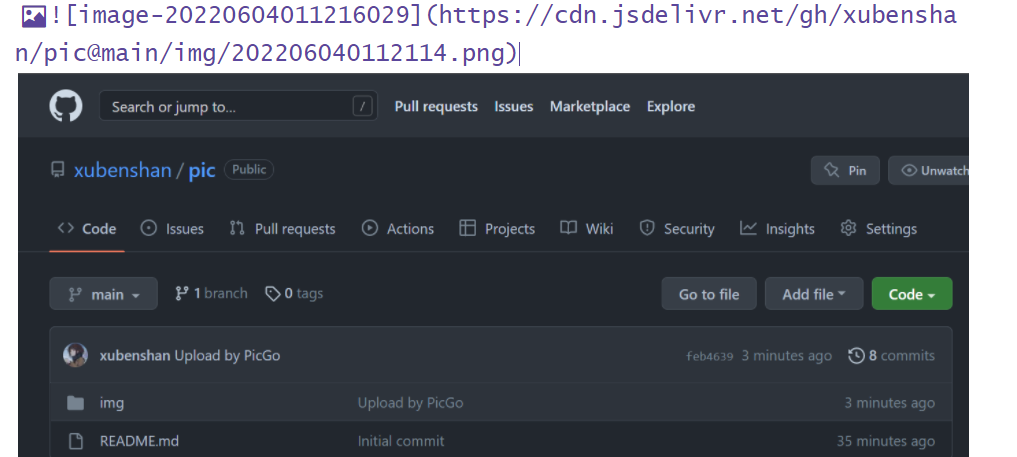 ![image-20220604011216029](https://cdn.jsdelivr.net/gh/xubensha
n/pic@main/img/202206040112114.png)
Search or jump to... /
Pull requests Issues Marketplace Explore
xubenshan / pic Public
Pin Unwatch
Code Issues Pull requests Actions Projects Wiki Security Insights Settings
main 1 branch 0 tags Go to file Add file Code
xubenshan Upload by PicGo feb4639 3 minutes ago 8 commits
img Upload by PicGo 3 minutes ago
README.md Initial commit 35 minutes ago